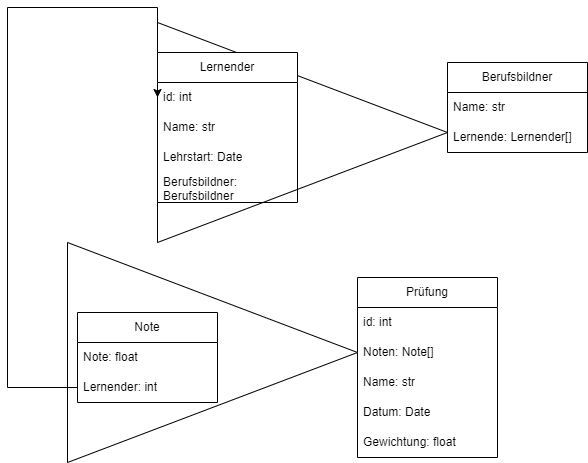 Lernender
id: int
Name: str
Lehrstart: Date
Berufsbildner:
Berufsbildner
Berufsbildner
Name: str
Lernende: Lernender[]
Note
Note: float
Lernender: int
Prüfung
id: int
Noten: Note[]
Name: str
Datum: Date
Gewichtung: float